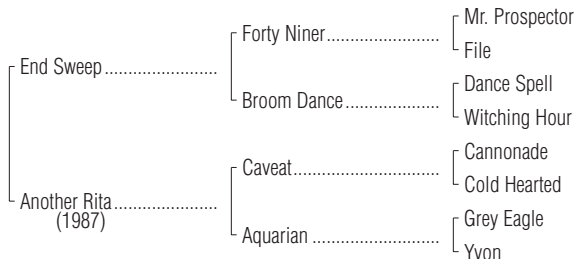 Mr. Prospector
Forty Niner........................
File
End Sweep........................
Dance Spell
Broom Dance....................
Witching Hour
Cannonade
Caveat..............................
Cold Hearted
Another Rita......................
(1987)
Grey Eagle
Aquarian ..........................
Yvon